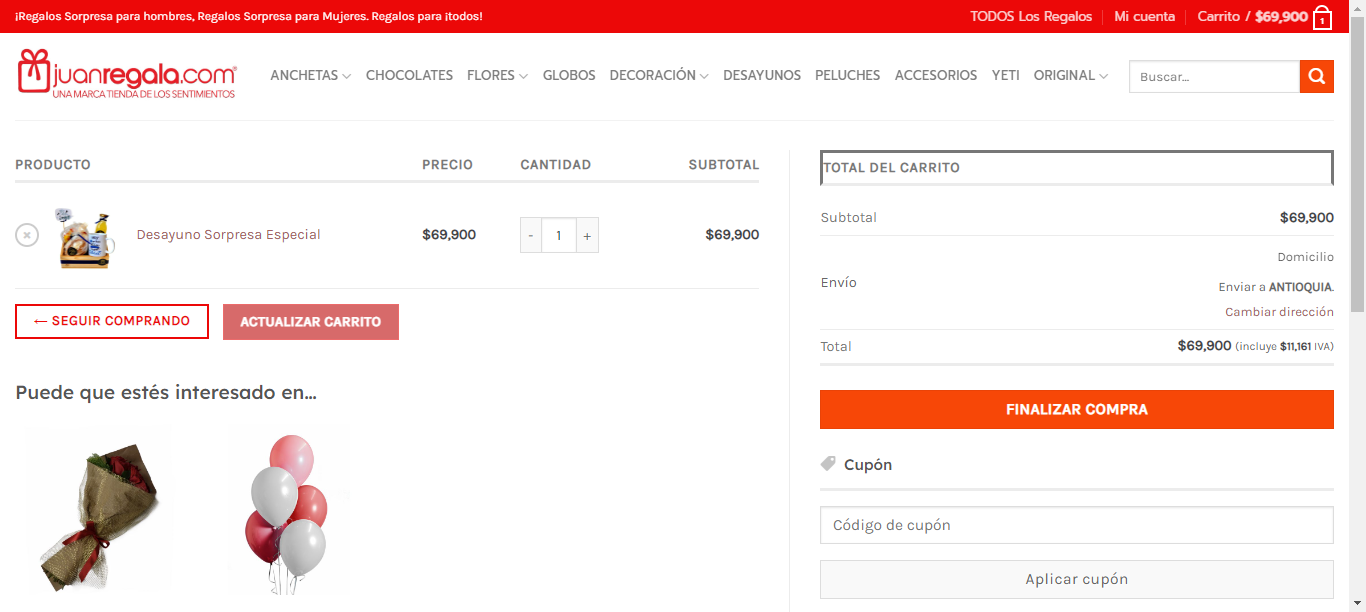 ¡Regalos Sorpresa para hombres, Regalos Sorpresa para Mujeres. Regalos para ¡todos!
TODOS Los Regalos
Mi cuenta
Carrito / $69,900
1
juanregala.com®
UNA MARCA TIENDA DE LOS SENTIMIENTOS
ANCHETAS
CHOCOLATES
FLORES
GLOBOS
DECORACIÓN
DESAYUNOS
PELUCHES
ACCESORIOS
YETI
ORIGINAL
Buscar...
PRODUCTO PRECIO CANTIDAD SUBTOTAL
× Desayuno Sorpresa Especial $69,900 - 1 + $69,900
← SEGUIR COMPRANDO
ACTUALIZAR CARRITO
Puede que estés interesado en…
TOTAL DEL CARRITO
Subtotal $69,900
Envío
Domicilio
Enviar a ANTIOQUIA.
Cambiar dirección
Total $69,900 (incluye $11,161 IVA)
FINALIZAR COMPRA
Cupón
Código de cupón
Aplicar cupón